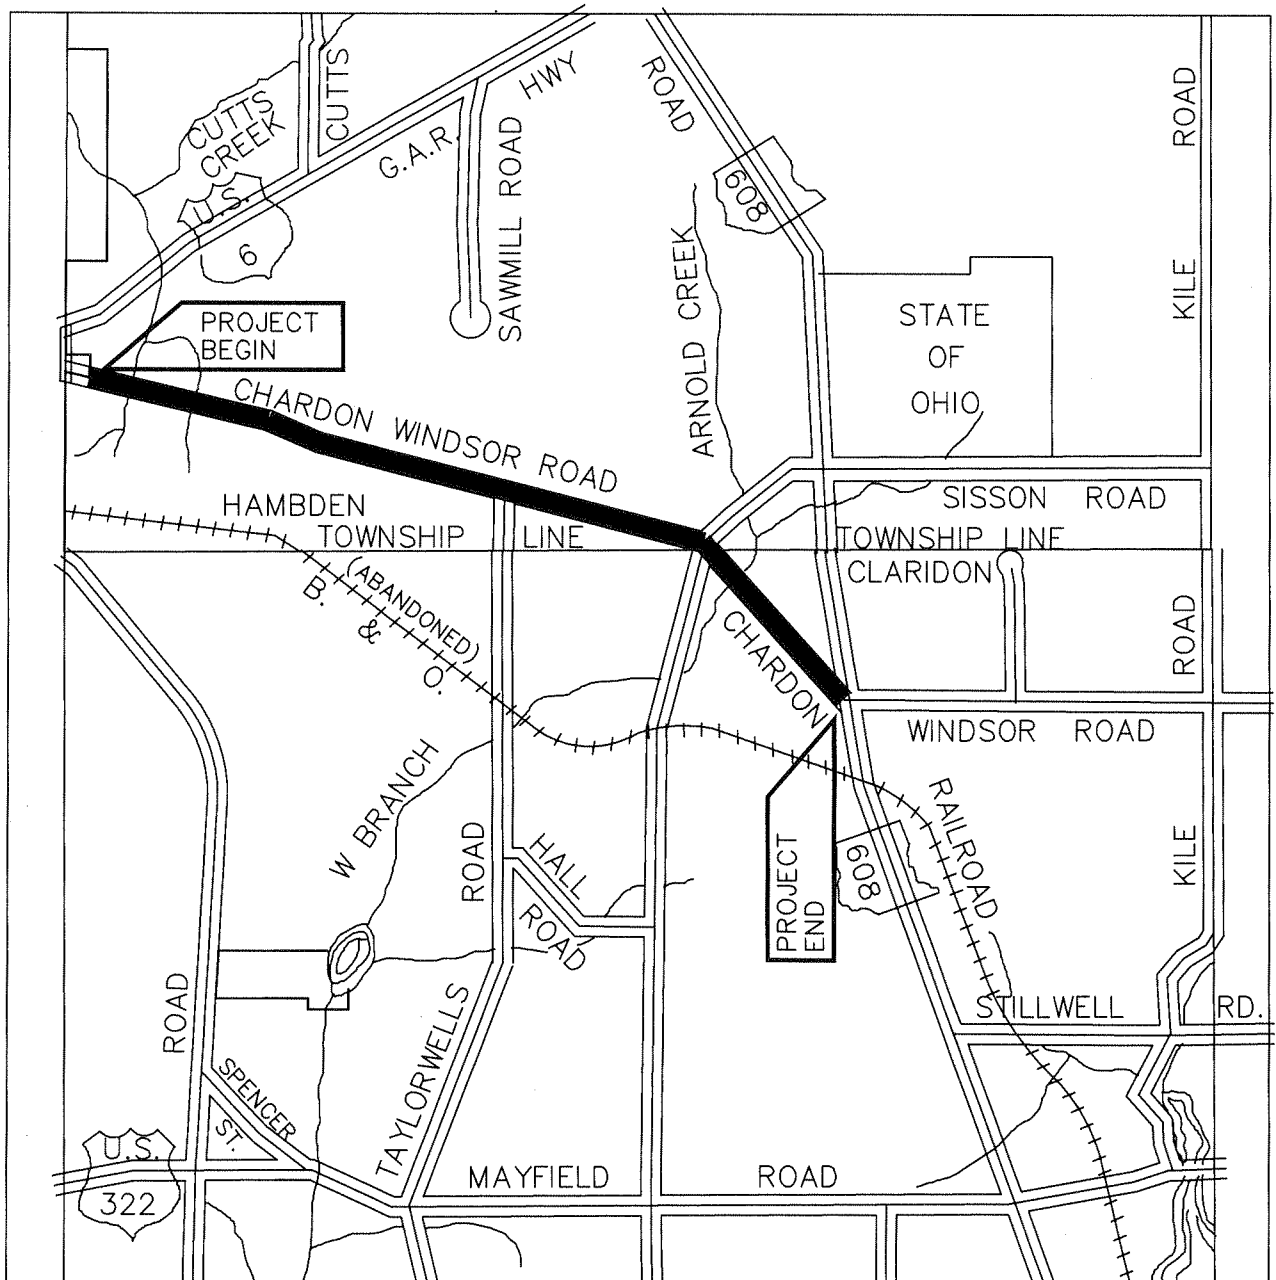 CUTTS
CREEK
CUTTS
G.A.R. HWY
U.S.
6
SAWMILL ROAD
ROAD
608
ARNOLD CREEK
KILE ROAD
STATE
OF
OHIO
PROJECT
BEGIN
CHARDON WINDSOR ROAD
SISSON ROAD
HAMBDEN
TOWNSHIP LINE
TOWNSHIP LINE
CLARIDON
(ABANDONED)
B. & O.
CHARDON
WINDSOR ROAD
KILE ROAD
RAILROAD
W BRANCH
ROAD
HALL
ROAD
PROJECT
END
608
ROAD
TAYLORWELLS
STILLWELL RD.
SPENCER
ST.
U.S.
322
MAYFIELD ROAD